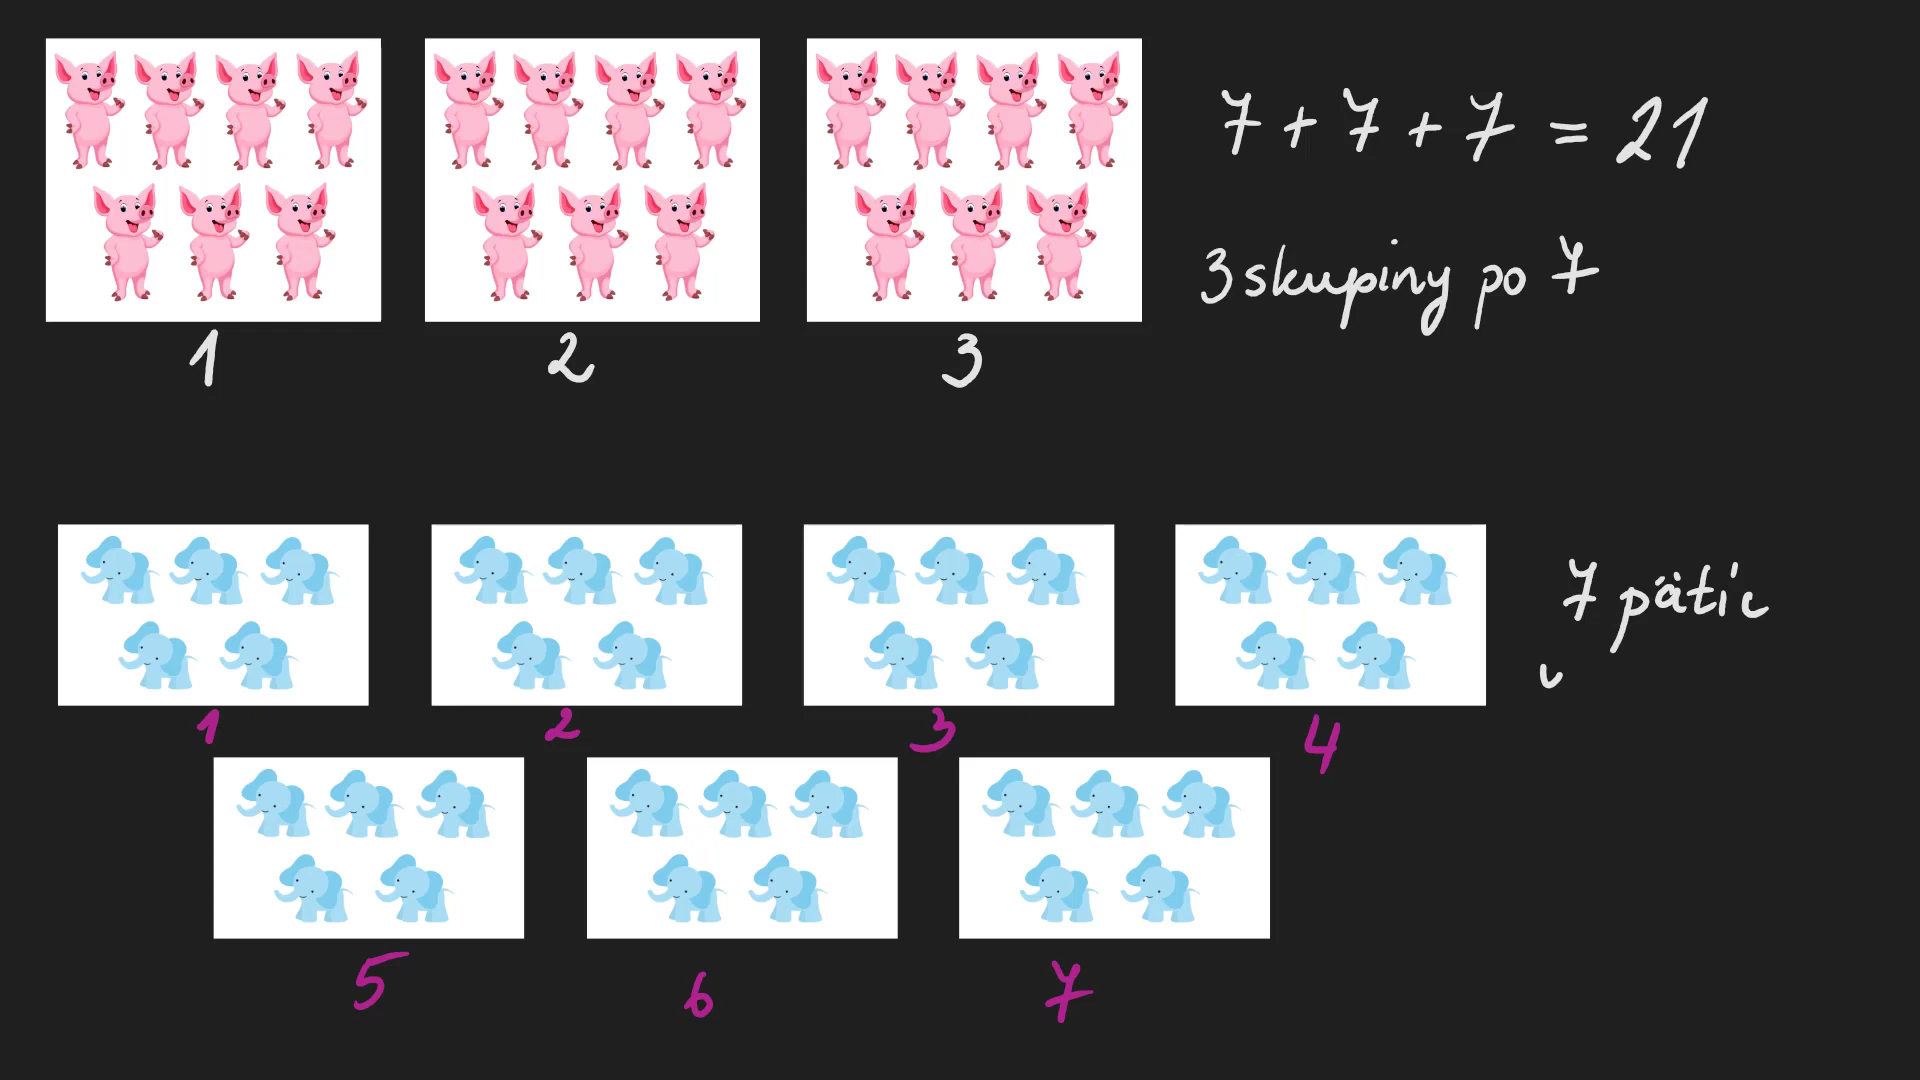 7 + 7 + 7 = 21
3 skupiny po 7
1 2 3
7 pätíc
1 2 3 4
5 6 7